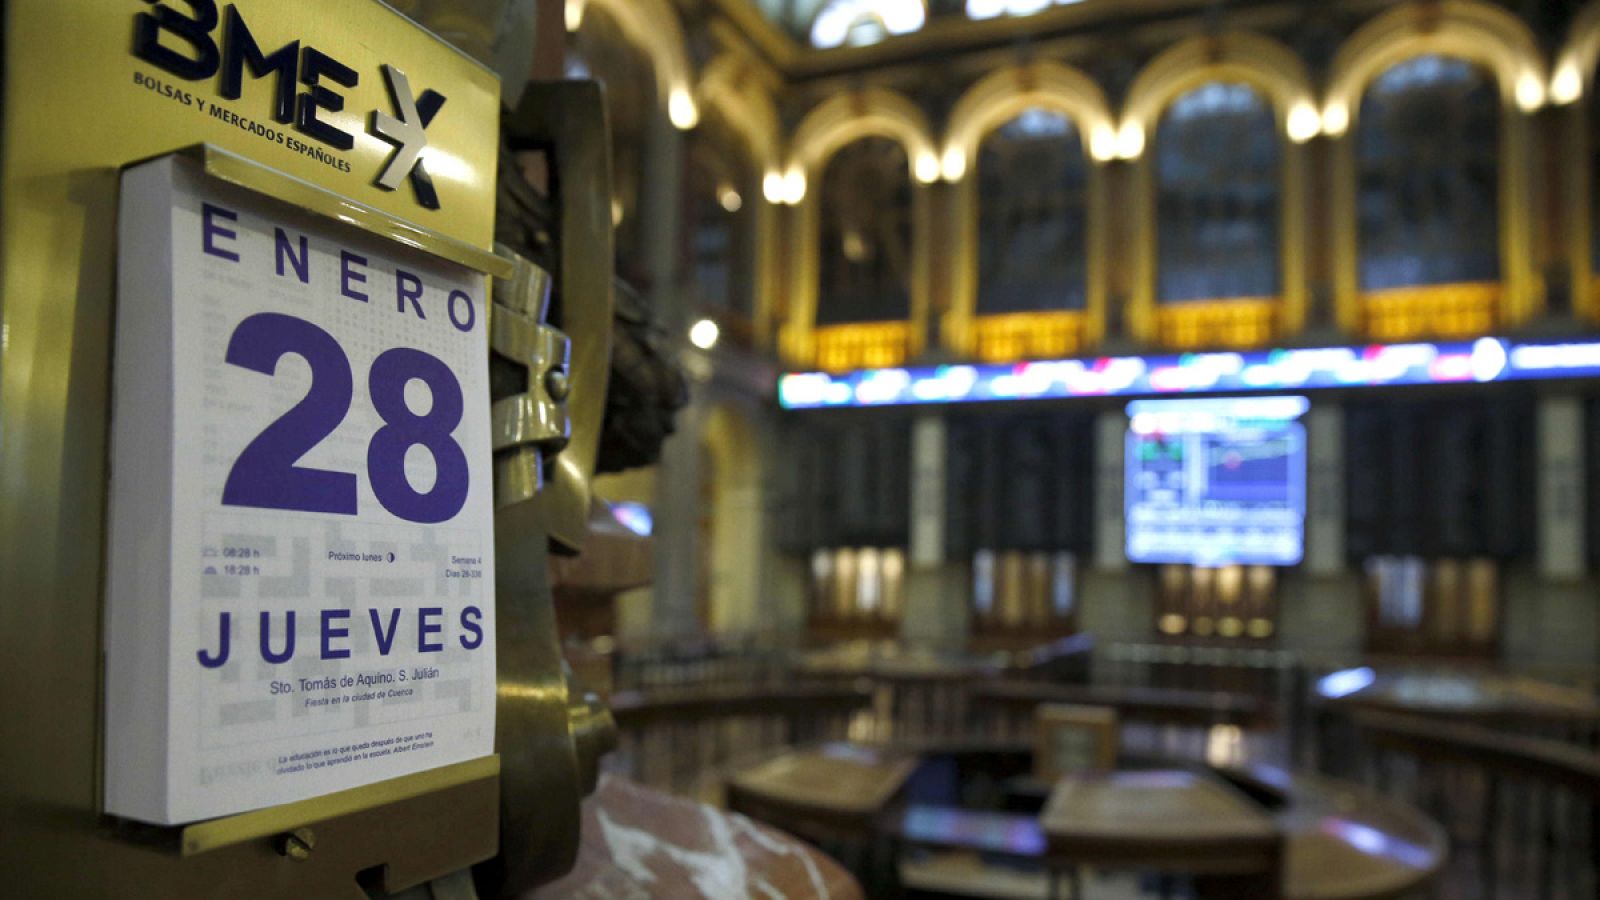 BMEX
BOLSAS Y MERCADOS ESPAÑOLES
ENERO
28
08:28 h
18:28 h
Próximo lunes
Semana 4
Días 28-338
JUEVES
Sto. Tomás de Aquino. S. Julián
Fiesta en la ciudad de Cuenca
La educación es lo que queda después de que uno ha
olvidado lo que aprendió en la escuela. Albert Einstein